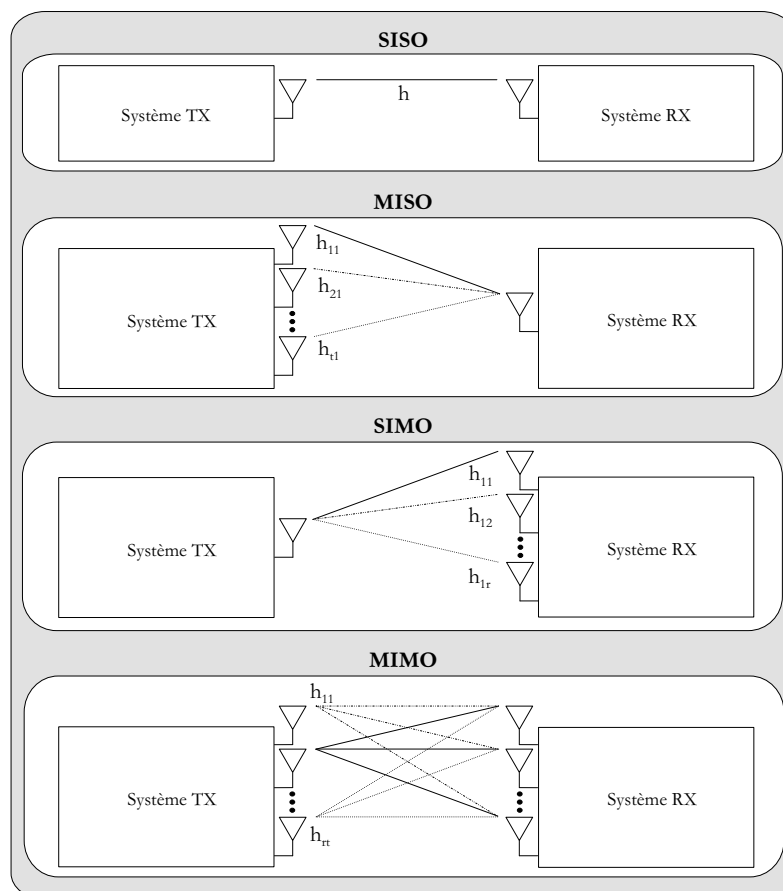 SISO
Système TX
h
Système RX
MISO
h11
h21
ht1
Système TX
Système RX
SIMO
h11
h12
h1r
Système TX
Système RX
MIMO
h11
Système TX
hrt
Système RX